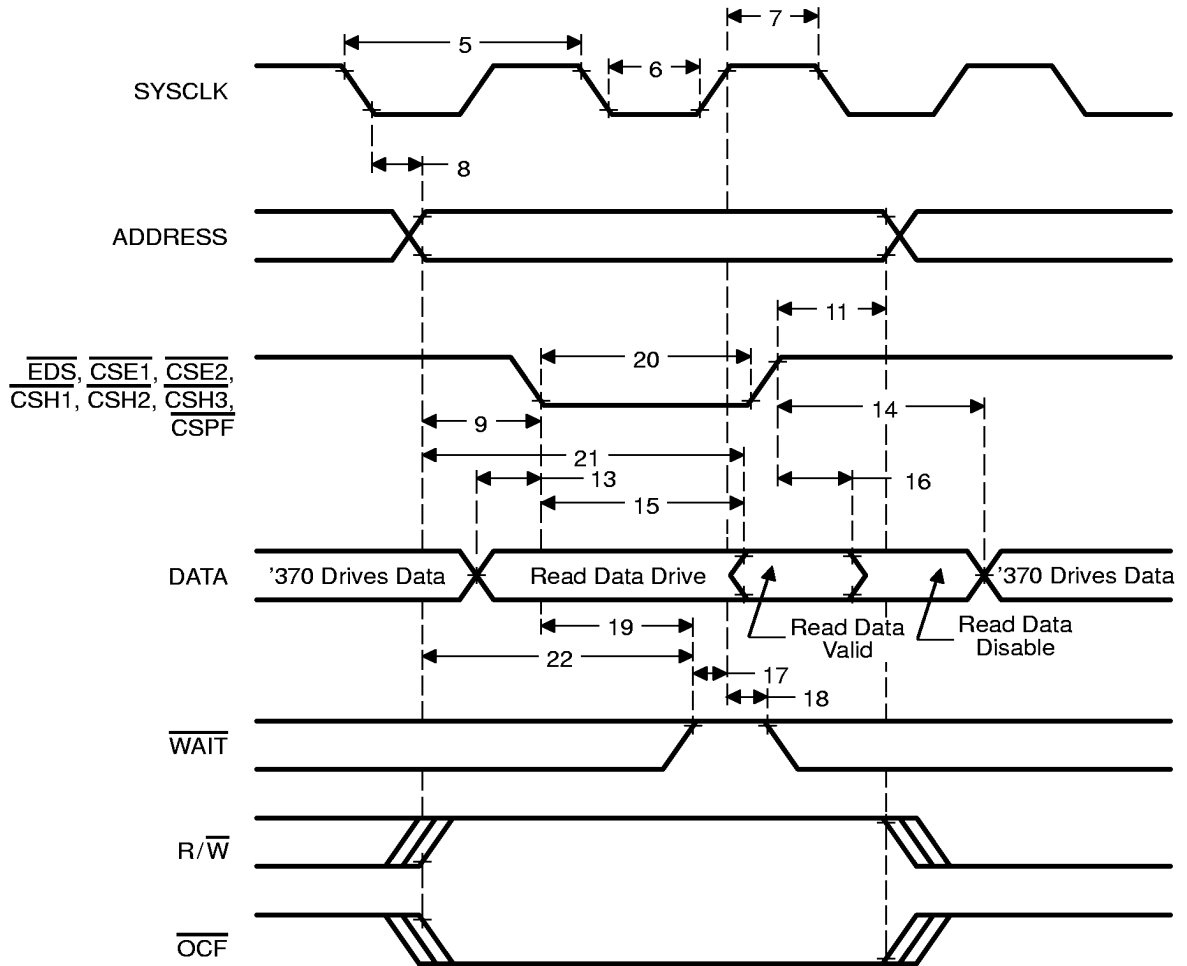 7
5
6
SYSCLK
8
ADDRESS
11
20
EDS, CSE1, CSE2,
CSH1, CSH2, CSH3,
CSPF
14
9
21
13
16
15
DATA
'370 Drives Data
Read Data Drive
'370 Drives Data
19
Read Data
Valid
Read Data
Disable
22
17
18
WAIT
R/W
OCF